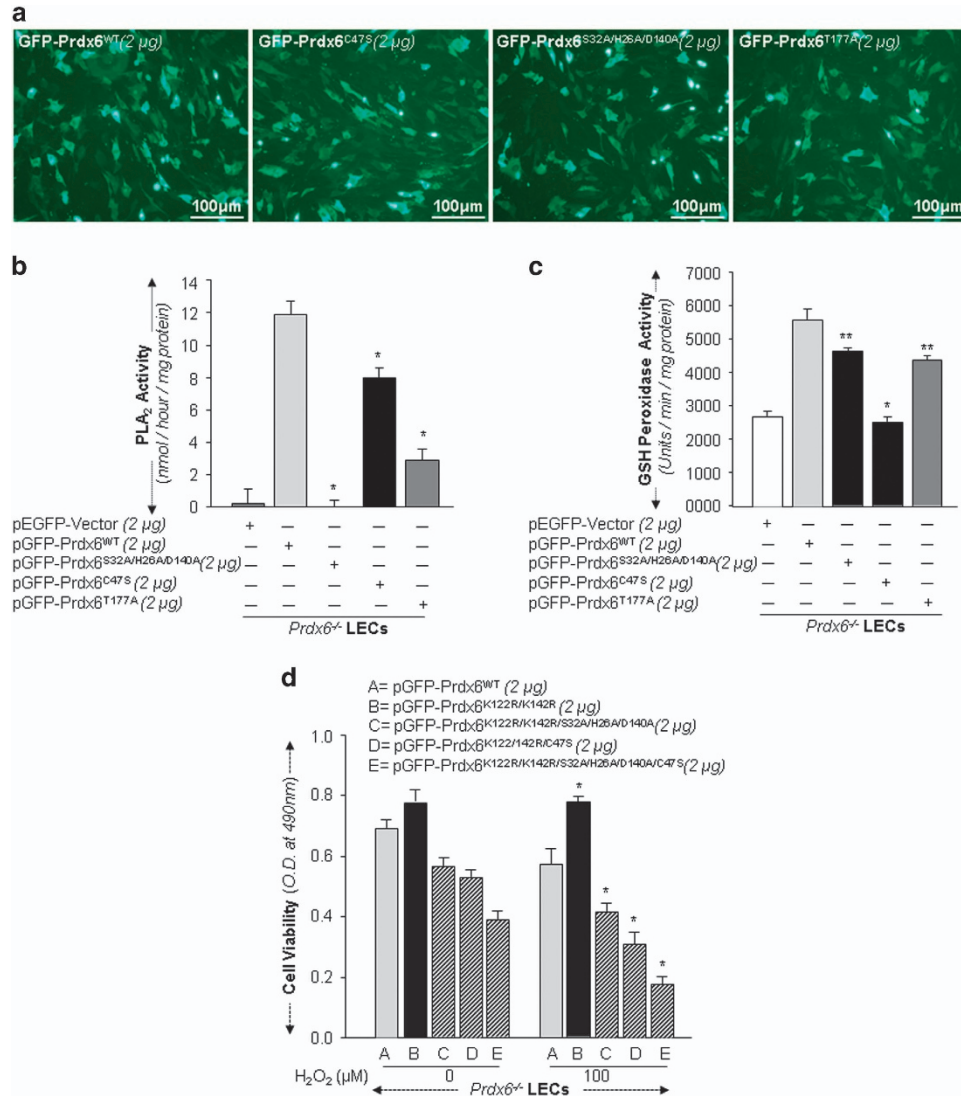 a
GFP-Prdx6WT(2 µg)
GFP-Prdx6C47S(2 µg)
GFP-Prdx6S32A/H26A/D140A(2 µg)
GFP-Prdx6T177A(2 µg)
100µm
100µm
100µm
100µm
b
PLA2 Activity
(nmol / hour / mg protein)
14
12
10
8
6
4
2
0
*
*
*
pEGFP-Vector (2 µg) + – – – –
pGFP-Prdx6WT (2 µg) – + – – –
pGFP-Prdx6S32A/H26A/D140A(2 µg) – – + – –
pGFP-Prdx6C47S (2 µg) – – – + –
pGFP-Prdx6T177A (2 µg) – – – – +
Prdx6-/- LECs
c
GSH Peroxidase Activity
(Units / min / mg protein)
7000
6000
5000
4000
3000
2000
1000
0000
**
*
**
pEGFP-Vector (2 µg) + – – – –
pGFP-Prdx6WT (2 µg) – + – – –
pGFP-Prdx6S32A/H26A/D140A(2 µg) – – + – –
pGFP-Prdx6C47S (2 µg) – – – + –
pGFP-Prdx6T177A (2 µg) – – – – +
Prdx6-/- LECs
d
A= pGFP-Prdx6WT (2 µg)
B= pGFP-Prdx6K122R/K142R (2 µg)
C= pGFP-Prdx6K122R/K142R/S32A/H26A/D140A(2 µg)
D= pGFP-Prdx6K122/142R/C47S (2 µg)
E= pGFP-Prdx6K122R/K142R/S32A/H26A/D140A/C47S(2 µg)
Cell Viability (O.D. at 490nm)
1.0
0.8
0.6
0.4
0.2
0.0
*
*
*
*
A B C D E A B C D E
H2O2 (µM) 0 100
Prdx6-/- LECs